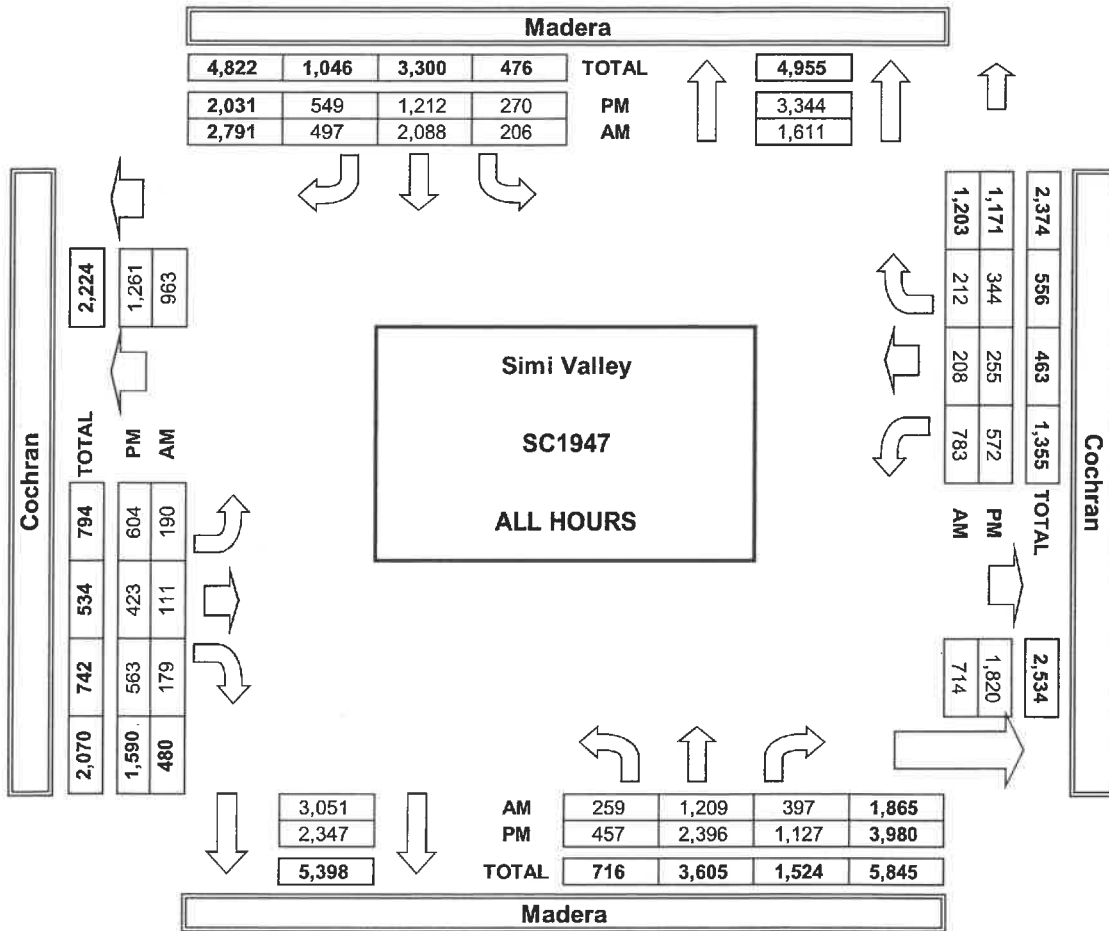 Madera
4,822 1,046 3,300 476 TOTAL 4,955
2,031 549 1,212 270 PM 3,344
2,791 497 2,088 206 AM 1,611
Cochran
2,224
1,261
963
TOTAL 794 534 742 2,070
PM 604 423 563 1,590
AM 190 111 179 480
Simi Valley
SC1947
ALL HOURS
2,374 556 463 1,355 TOTAL
1,171 344 255 572 PM
1,203 212 208 783 AM
2,534
1,820
714
Cochran
3,051 AM 259 1,209 397 1,865
2,347 PM 457 2,396 1,127 3,980
5,398 TOTAL 716 3,605 1,524 5,845
Madera